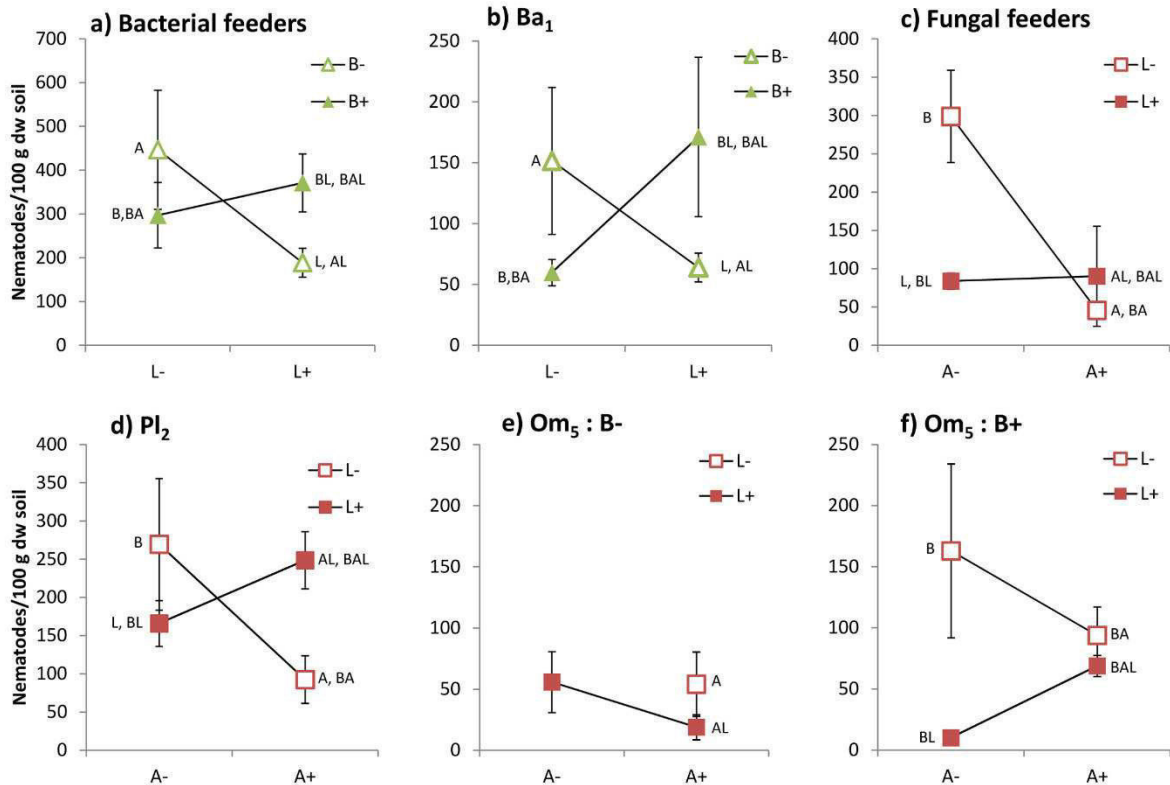 a) Bacterial feeders
Nematodes/100 g dw soil
700
600
500
400
300
200
100
0
B-
B+
A
B,BA
BL, BAL
L, AL
L-
L+
b) Ba1
250
200
150
100
50
0
B-
B+
A
B,BA
BL, BAL
L, AL
L-
L+
c) Fungal feeders
400
350
300
250
200
150
100
50
0
L-
L+
B
L, BL
AL, BAL
A, BA
A-
A+
d) Pl2
Nematodes/100 g dw soil
400
350
300
250
200
150
100
50
0
L-
L+
B
L, BL
AL, BAL
A, BA
A-
A+
e) Om5 : B-
250
200
150
100
50
0
L-
L+
A
AL
A-
A+
f) Om5 : B+
250
200
150
100
50
0
L-
L+
B
BA
BAL
BL
A-
A+